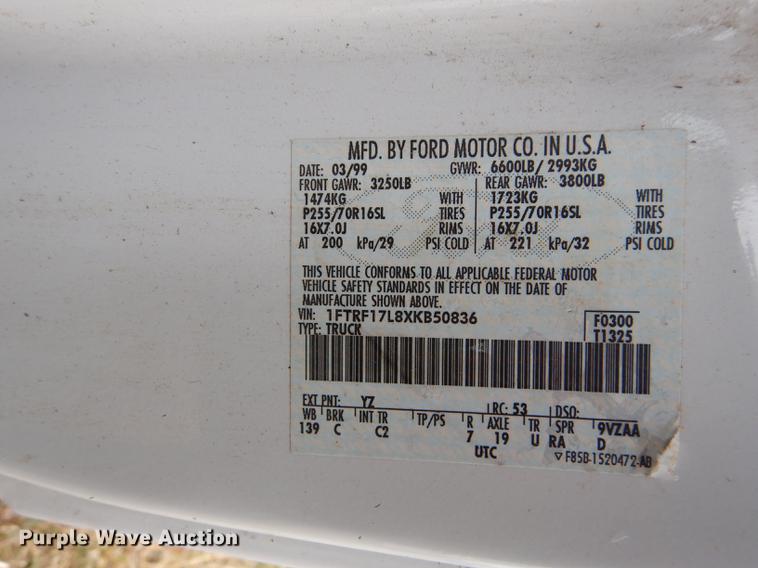 MFD. BY FORD MOTOR CO. IN U.S.A.
DATE: 03/99 GVWR: 6600LB/ 2993KG
FRONT GAWR: 3250LB REAR GAWR: 3800LB
1474KG WITH 1723KG WITH
P255/70R16SL TIRES P255/70R16SL TIRES
16X7.0J RIMS 16X7.0J RIMS
AT 200 kPa/29 PSI COLD AT 221 kPa/32 PSI COLD
THIS VEHICLE CONFORMS TO ALL APPLICABLE FEDERAL MOTOR
VEHICLE SAFETY STANDARDS IN EFFECT ON THE DATE OF
MANUFACTURE SHOWN ABOVE.
VIN: 1FTRF17L8XKB50836 F0300
TYPE: TRUCK T1325
EXT PNT: YZ RC: 53 DSO:
WB BRK INT TR TP/PS R AXLE TR SPR 9VZAA
139 C C2 7 19 U RA D
UTC ▽ F85B-1520472-AB
Purple Wave Auction